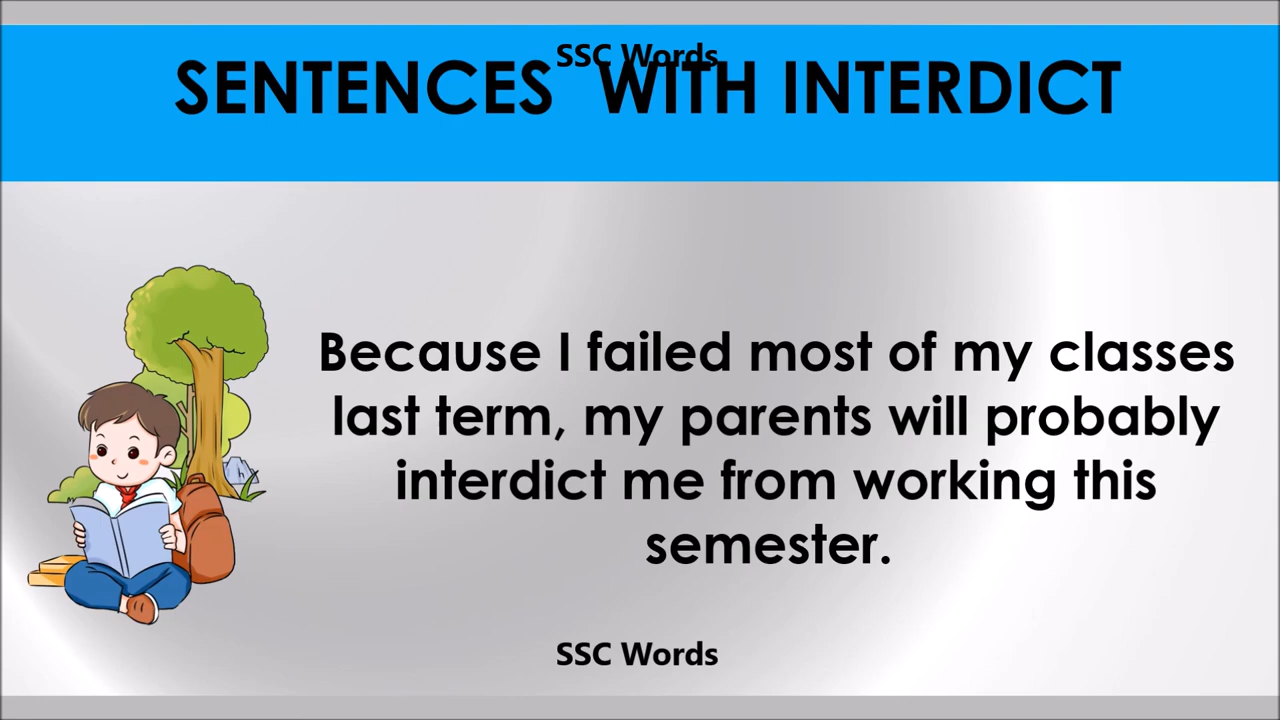 SSC Words
SENTENCES WITH INTERDICT
Because I failed most of my classes
last term, my parents will probably
interdict me from working this
semester.
SSC Words